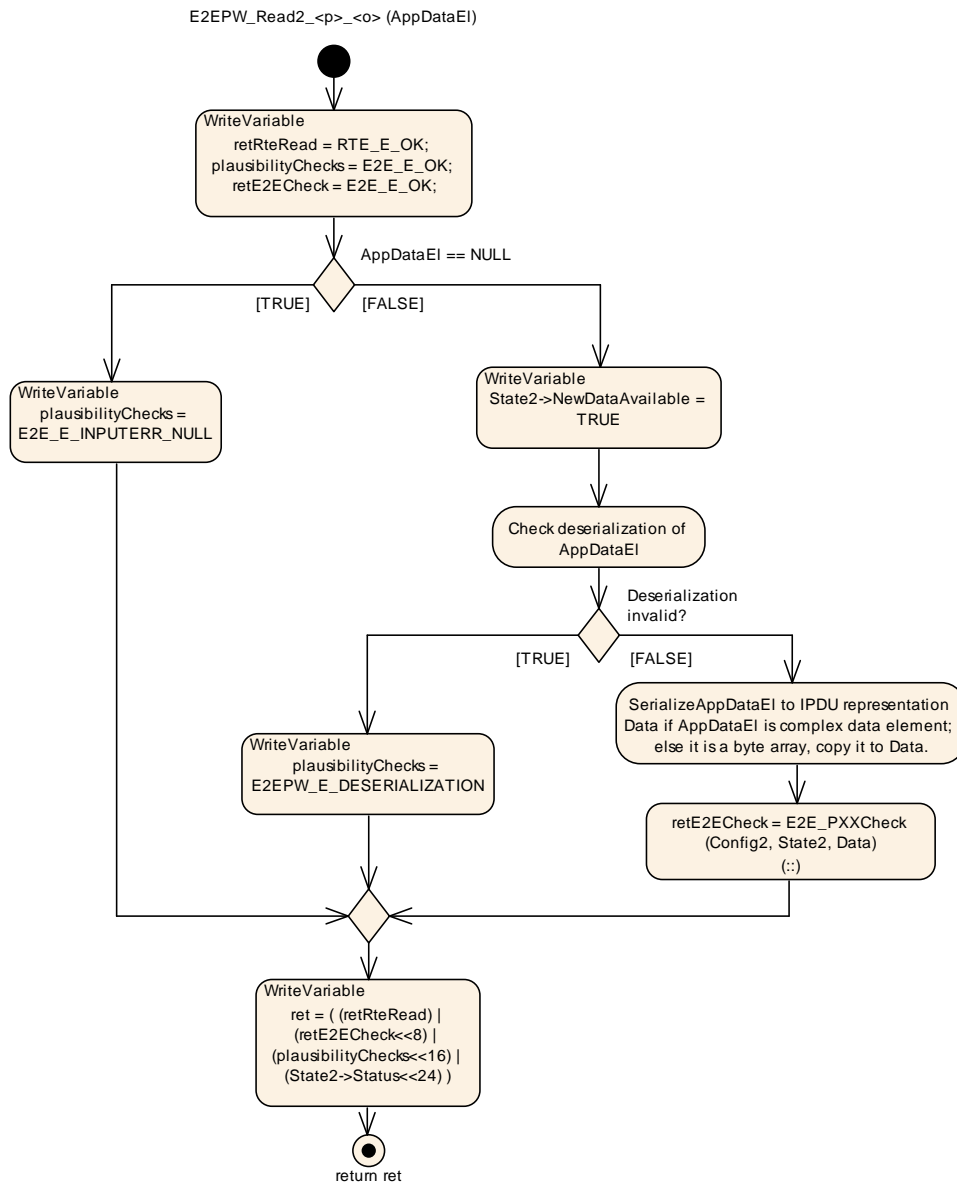 E2EPW_Read2_<p>_<o> (AppDataEl)
WriteVariable
retRteRead = RTE_E_OK;
plausibilityChecks = E2E_E_OK;
retE2ECheck = E2E_E_OK;
AppDataEl == NULL
[TRUE]
[FALSE]
WriteVariable
plausibilityChecks =
E2E_E_INPUTERR_NULL
WriteVariable
State2->NewDataAvailable =
TRUE
Check deserialization of
AppDataEl
Deserialization
invalid?
[TRUE]
[FALSE]
SerializeAppDataEl to IPDU representation
Data if AppDataEl is complex data element;
else it is a byte array, copy it to Data.
WriteVariable
plausibilityChecks =
E2EPW_E_DESERIALIZATION
retE2ECheck = E2E_PXXCheck
(Config2, State2, Data)
(::)
WriteVariable
ret = ( (retRteRead) |
(retE2ECheck<<8) |
(plausibilityChecks<<16) |
(State2->Status<<24) )
return ret